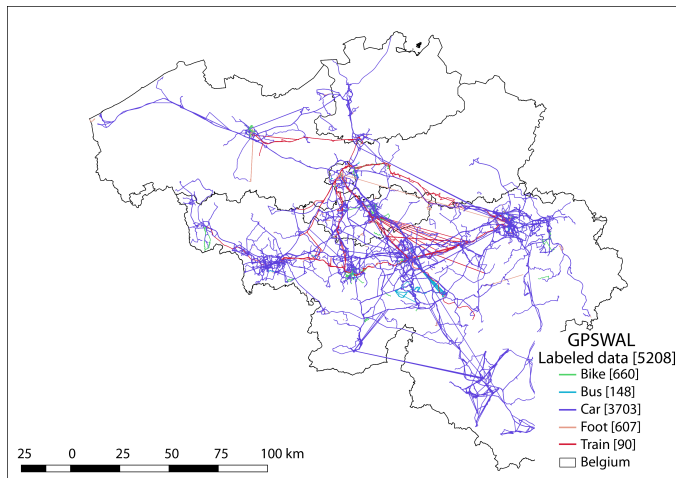 GPSWAL
Labeled data [5208]
Bike [660]
Bus [148]
Car [3703]
Foot [607]
Train [90]
Belgium
25 0 25 50 75 100 km